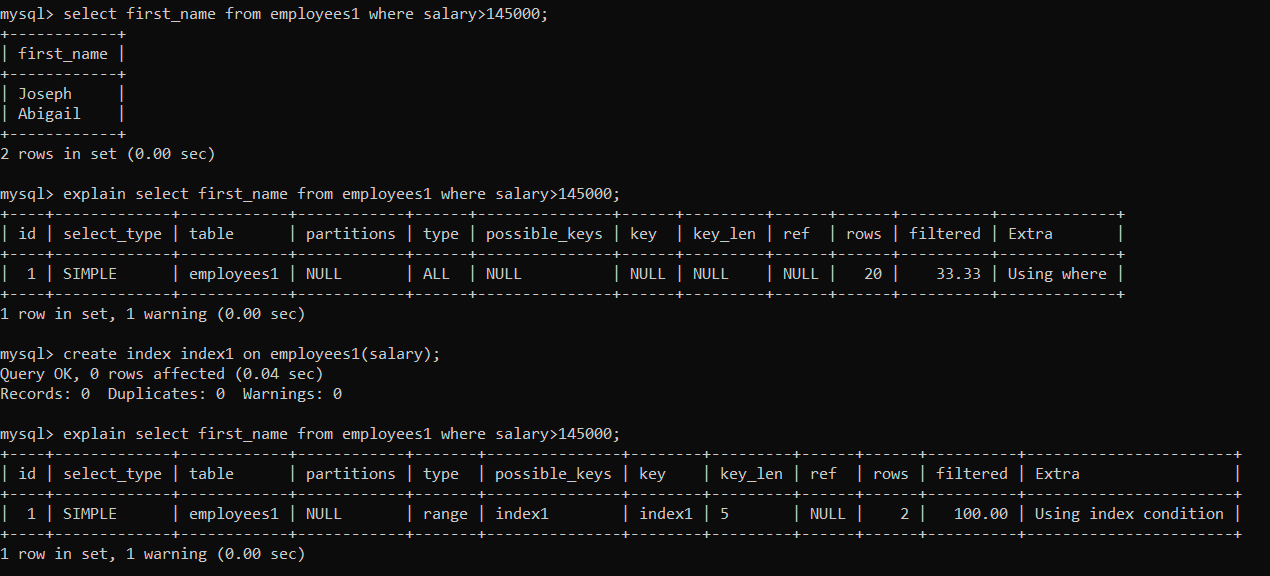 mysql> select first_name from employees1 where salary>145000;
+------------+
| first_name |
+------------+
| Joseph     |
| Abigail    |
+------------+
2 rows in set (0.00 sec)
mysql> explain select first_name from employees1 where salary>145000;
+----+-------------+------------+------------+------+---------------+------+---------+------+------+----------+-------------+
| id | select_type | table      | partitions | type | possible_keys | key  | key_len | ref  | rows | filtered | Extra       |
+----+-------------+------------+------------+------+---------------+------+---------+------+------+----------+-------------+
|  1 | SIMPLE      | employees1 | NULL       | ALL  | NULL          | NULL | NULL    | NULL |   20 |    33.33 | Using where |
+----+-------------+------------+------------+------+---------------+------+---------+------+------+----------+-------------+
1 row in set, 1 warning (0.00 sec)
mysql> create index index1 on employees1(salary);
Query OK, 0 rows affected (0.04 sec)
Records: 0  Duplicates: 0  Warnings: 0
mysql> explain select first_name from employees1 where salary>145000;
+----+-------------+------------+------------+-------+---------------+--------+---------+------+------+----------+-----------------------+
| id | select_type | table      | partitions | type  | possible_keys | key    | key_len | ref  | rows | filtered | Extra                 |
+----+-------------+------------+------------+-------+---------------+--------+---------+------+------+----------+-----------------------+
|  1 | SIMPLE      | employees1 | NULL       | range | index1        | index1 | 5       | NULL |    2 |   100.00 | Using index condition |
+----+-------------+------------+------------+-------+---------------+--------+---------+------+------+----------+-----------------------+
1 row in set, 1 warning (0.00 sec)